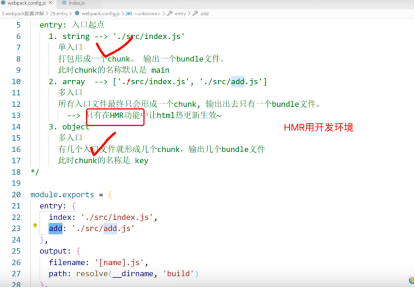 webpack.config.js
index.js
5.webpack配置详解 > 29.entry > webpack.config.js > <unknown> > entry > add
6 entry: 入口起点
7 1. string --> './src/index.js'
8 单入口
9 打包形成一个chunk。 输出一个bundle文件。
10 此时chunk的名称默认是 main
11 2. array --> ['./src/index.js', './src/add.js']
12 多入口
13 所有入口文件最终只会形成一个chunk, 输出出去只有一个bundle文件。
14 --> 只有在HMR功能中让html热更新生效~
15 3. object
HMR用开发环境
16 多入口
17 有几个入口文件就形成几个chunk，输出几个bundle文件
18 此时chunk的名称是 key
19 */
20
21 module.exports = {
22 entry: {
23 index: './src/index.js',
24 add: './src/add.js'
25 },
26 output: {
27 filename: '[name].js',
28 path: resolve(__dirname, 'build')